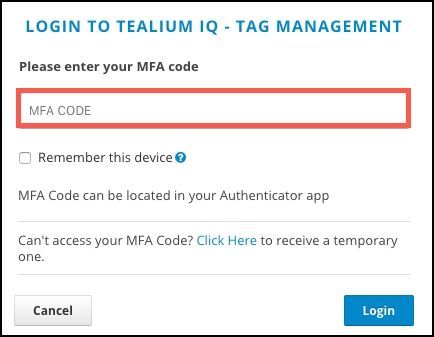 LOGIN TO TEALIUM IQ - TAG MANAGEMENT
Please enter your MFA code
MFA CODE
Remember this device ?
MFA Code can be located in your Authenticator app
Can't access your MFA Code? Click Here to receive a temporary
one.
Cancel
Login